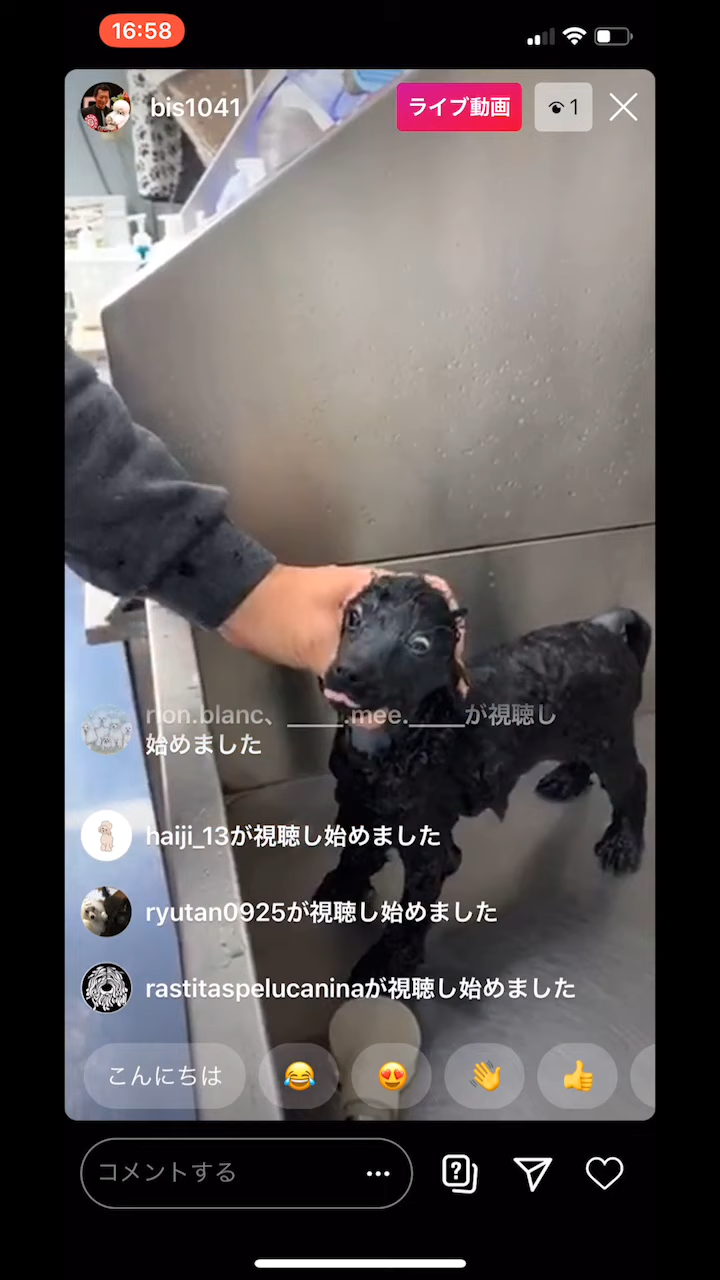 16:58
bis1041
ライブ動画
1
rion.blanc、_____.mee._____が視聴し
始めました
haiji_13が視聴し始めました
ryutan0925が視聴し始めました
rastitaspelucaninaが視聴し始めました
こんにちは
コメントする